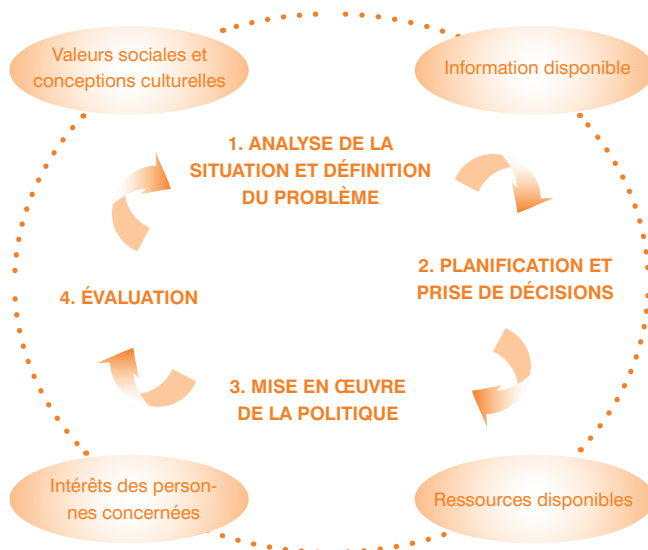 Valeurs sociales et
conceptions culturelles
Information disponible
1. ANALYSE DE LA
SITUATION ET DÉFINITION
DU PROBLÈME
2. PLANIFICATION ET
PRISE DE DÉCISIONS
4. ÉVALUATION
3. MISE EN ŒUVRE
DE LA POLITIQUE
Intérêts des person-
nes concernées
Ressources disponibles